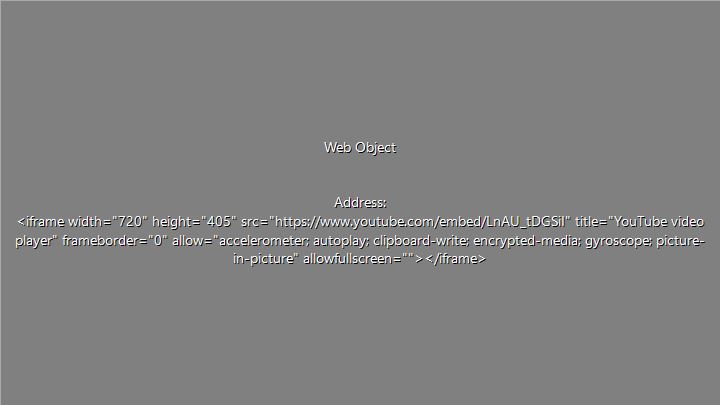 Web Object
Address:
<iframe width="720" height="405" src="https://www.youtube.com/embed/LnAU_tDGSiI" title="YouTube video
player" frameborder="0" allow="accelerometer; autoplay; clipboard-write; encrypted-media; gyroscope; picture-
in-picture" allowfullscreen=""></iframe>